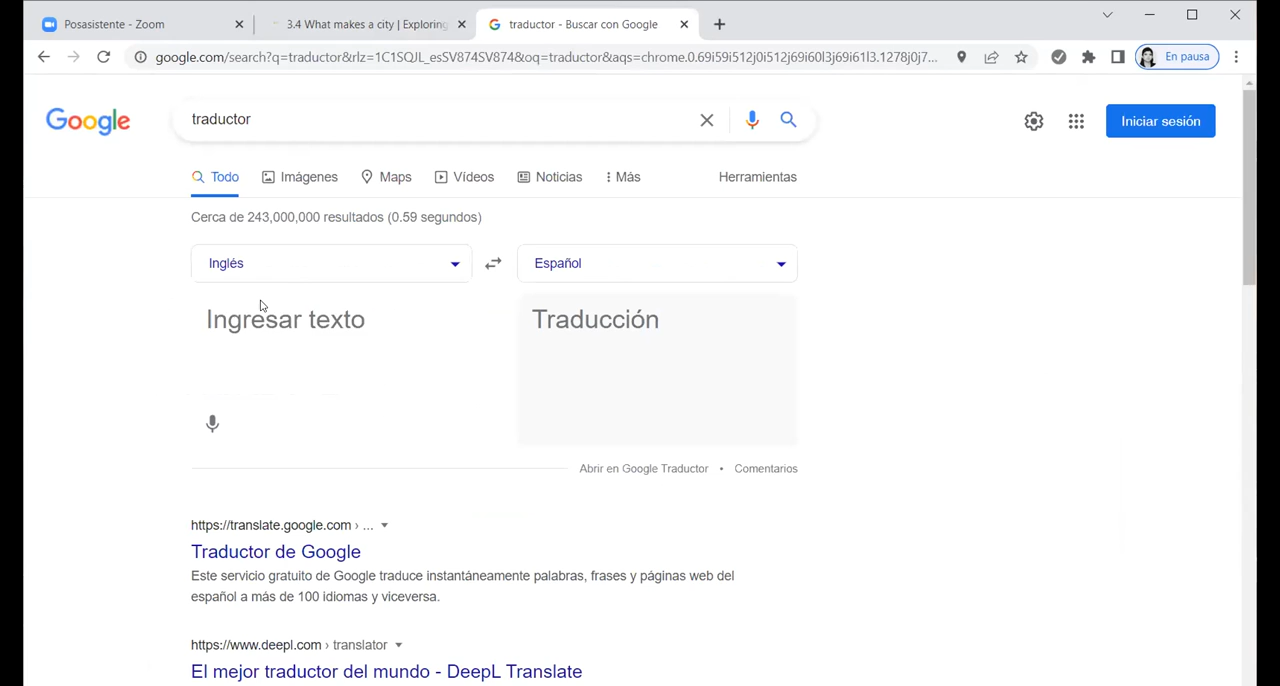 Posasistente - Zoom
3.4 What makes a city | Exploring
traductor - Buscar con Google
google.com/search?q=traductor&rlz=1C1SQJL_esSV874SV874&oq=traductor&aqs=chrome.0.69i59i512j0i512j69i60l3j69i61l3.1278j0j7...
En pausa
Google
traductor
Iniciar sesión
Todo
Imágenes
Maps
Vídeos
Noticias
Más
Herramientas
Cerca de 243,000,000 resultados (0.59 segundos)
Inglés
Español
Ingresar texto
Traducción
Abrir en Google Traductor • Comentarios
https://translate.google.com › ...
Traductor de Google
Este servicio gratuito de Google traduce instantáneamente palabras, frases y páginas web del
español a más de 100 idiomas y viceversa.
https://www.deepl.com › translator
El mejor traductor del mundo - DeepL Translate